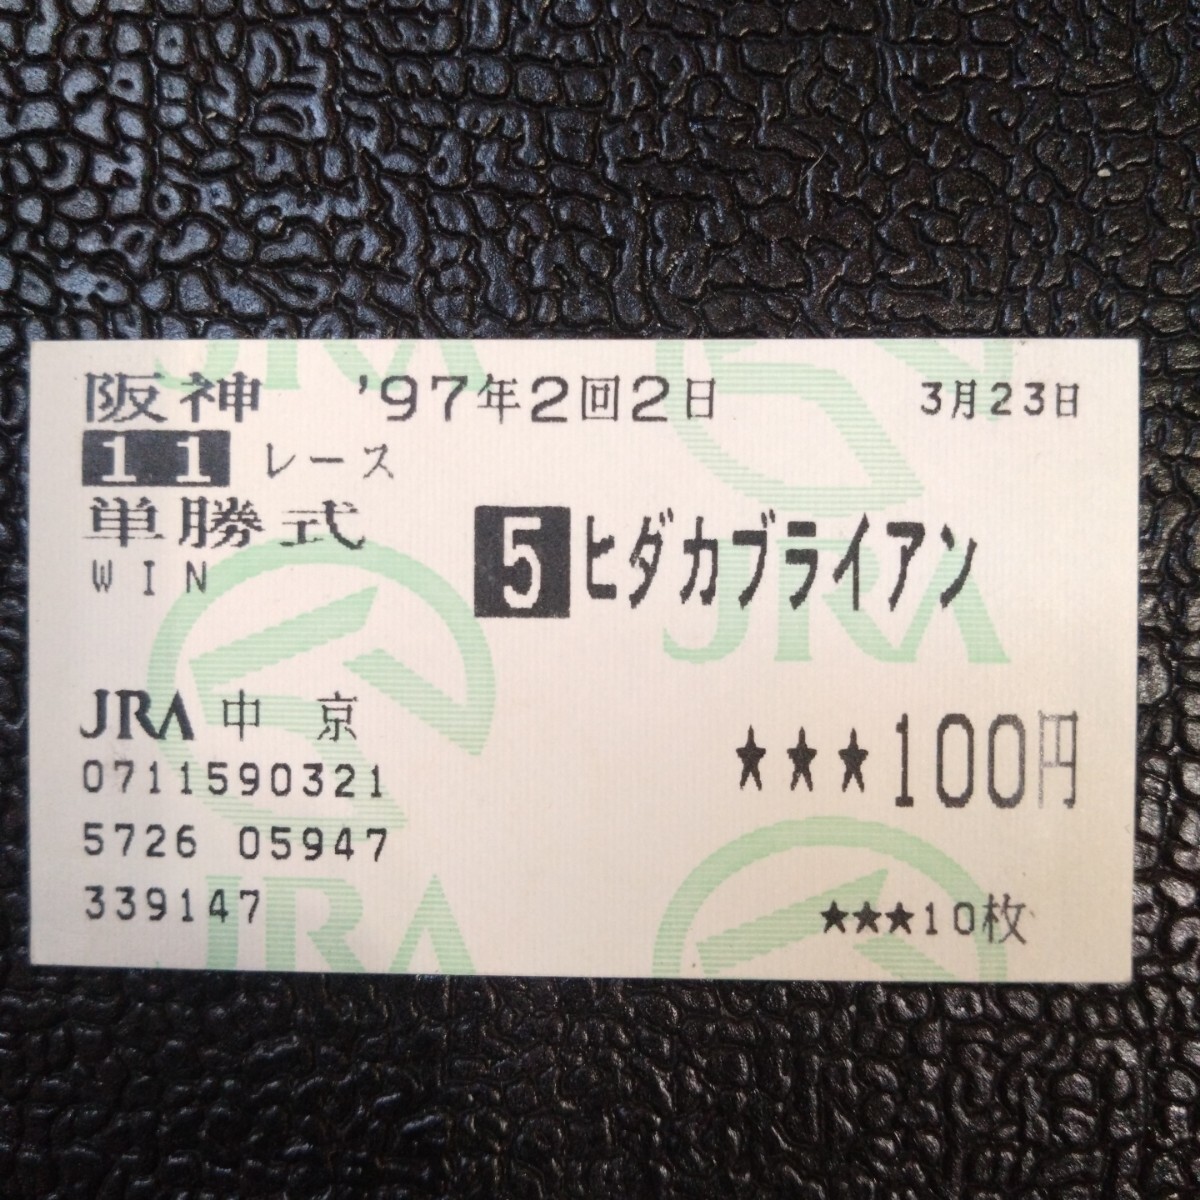 阪神 '97年2回2日 3月23日
11 レース
単勝式
WIN
5 ヒダカブライアン
JRA 中京
★★★100円
0711590321
5726 05947
339147
★★★10枚